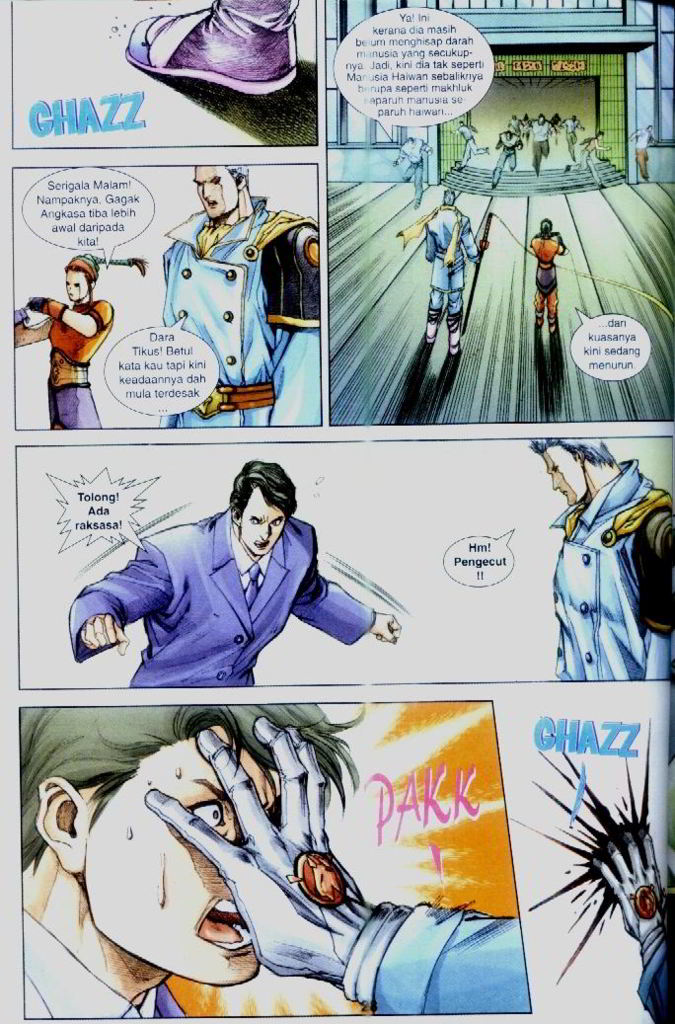 GHAZZ
Serigala Malam!
Nampaknya, Gagak
Angkasa tiba lebih
awal daripada
kita!
Dara
Tikus! Betul
kata kau tapi kini
keadaannya dah
mula terdesak
...
Ya! Ini
kerana dia masih
belum menghisap darah
manusia yang secukup-
nya. Jadi, kini dia tak seperti
Manusia Haiwan sebaliknya
berupa seperti makhluk
separuh manusia se-
paruh haiwan...
...dan
kuasanya
kini sedang
menurun
Tolong!
Ada
raksasa!
Hm!
Pengecut
!!
PAKK
!
GHAZZ
!